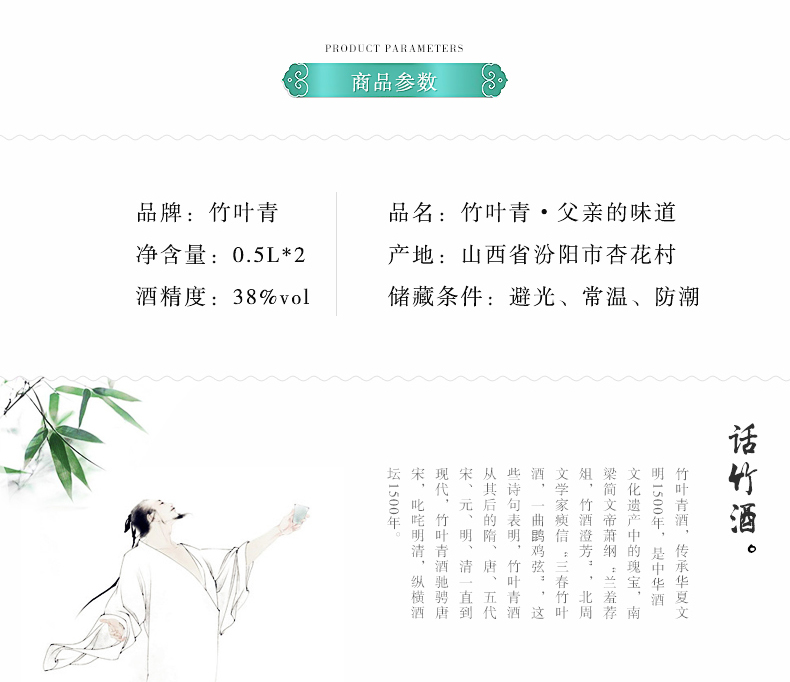 PRODUCT PARAMETERS
商品参数
品牌：竹叶青
净含量：0.5L*2
酒精度：38%vol
品名：竹叶青·父亲的味道
产地：山西省汾阳市杏花村
储藏条件：避光、常温、防潮
话竹酒。
竹叶青酒，传承华夏文
明1500年，是中华酒
文化遗产中的瑰宝，南
梁简文帝萧纲“兰羞荐
俎，竹酒澄芳”，北周
文学家瘐信“三春竹叶
酒，一曲鹍鸡弦”，这
些诗句表明，竹叶青酒
从其后的隋、唐、五代
宋、元、明、清一直到
现代，竹叶青酒驰骋唐
宋，叱咤明清，纵横酒
坛1500年。